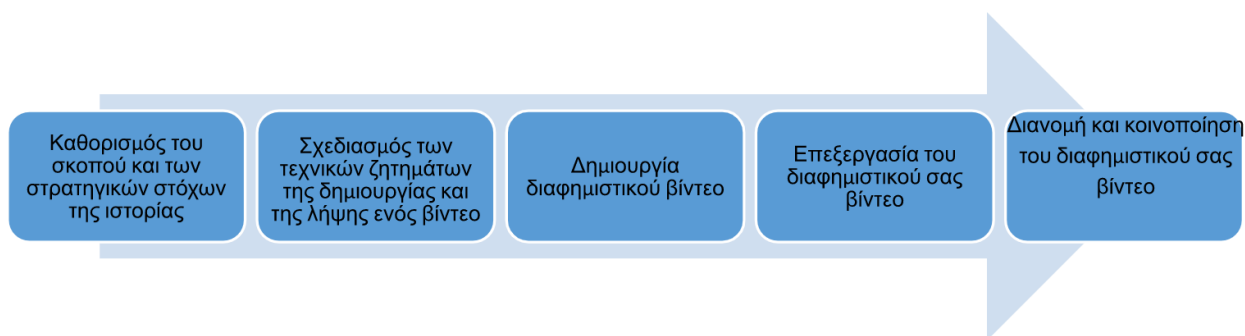 Καθορισμός του
σκοπού και των
στρατηγικών στόχων
της ιστορίας
Σχεδιασμός των
τεχνικών ζητημάτων
της δημιουργίας και
της λήψης ενός βίντεο
Δημιουργία
διαφημιστικού βίντεο
Επεξεργασία του
διαφημιστικού σας
βίντεο
Διανομή και κοινοποίηση
του διαφημιστικού σας
βίντεο